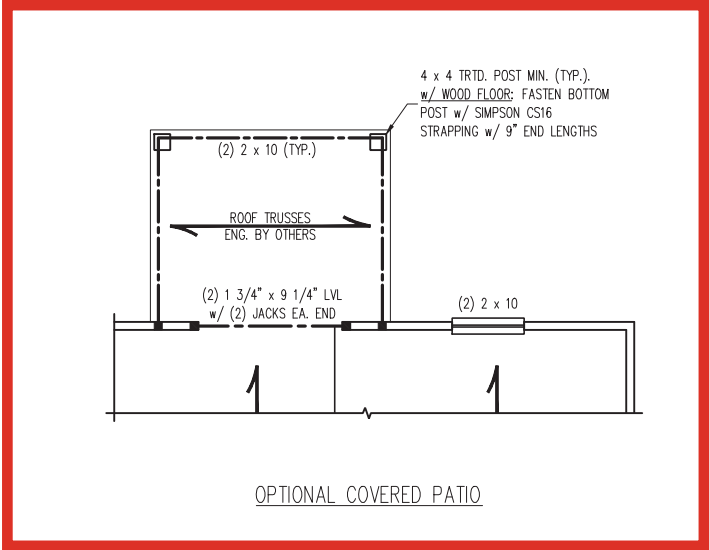 4 x 4 TRTD. POST MIN. (TYP.).
w/ WOOD FLOOR: FASTEN BOTTOM
POST w/ SIMPSON CS16
STRAPPING w/ 9" END LENGTHS
(2) 2 x 10 (TYP.)
ROOF TRUSSES
ENG. BY OTHERS
(2) 1 3/4" x 9 1/4" LVL
w/ (2) JACKS EA. END
(2) 2 x 10
OPTIONAL COVERED PATIO